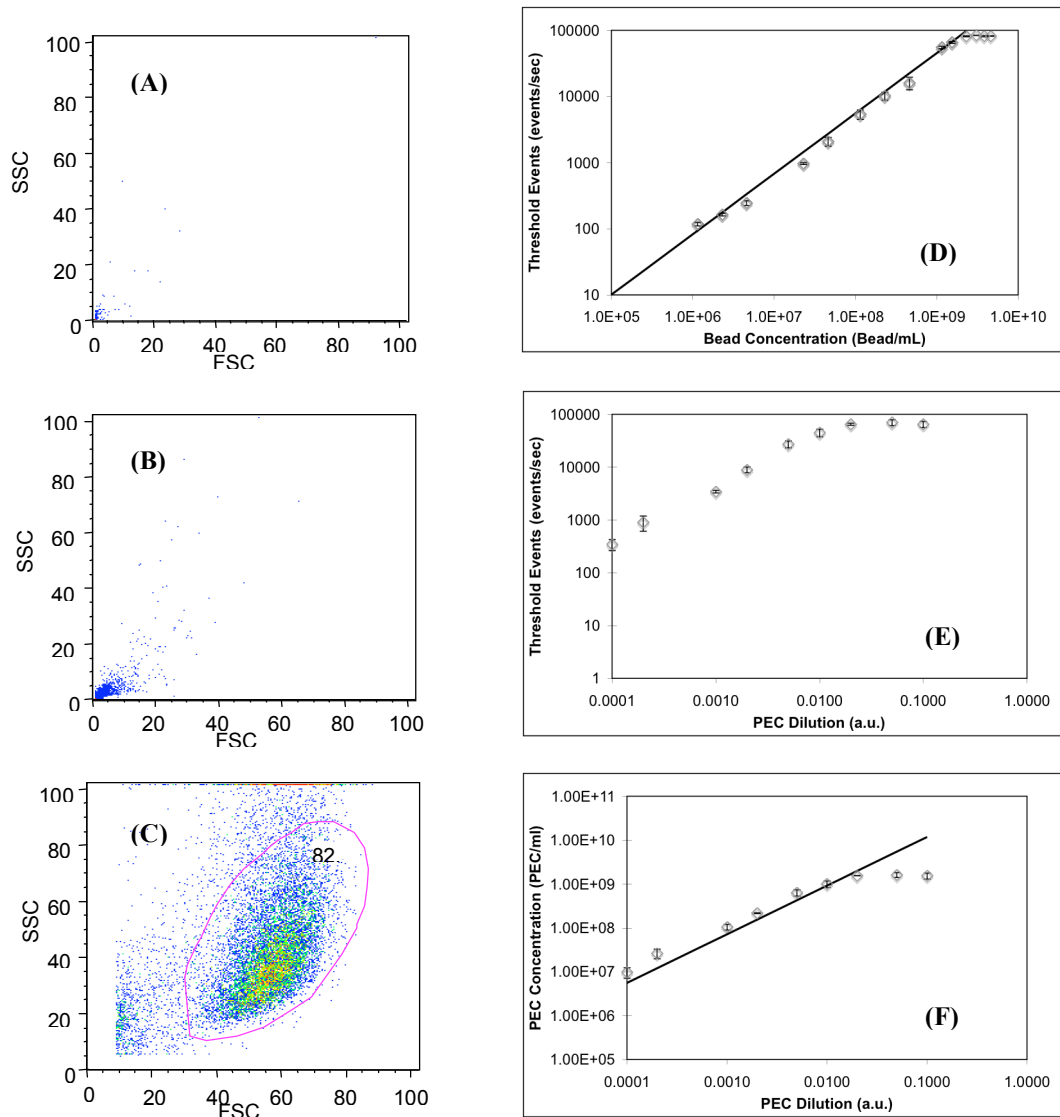 (A)
SSC
100
80
60
40
20
0
0 20 40 60 80 100
FSC
(B)
SSC
100
80
60
40
20
0
0 20 40 60 80 100
FSC
(C)
82
SSC
100
80
60
40
20
0
0 20 40 60 80 100
FSC
Threshold Events (events/sec)
100000
10000
1000
100
10
(D)
1.0E+05 1.0E+06 1.0E+07 1.0E+08 1.0E+09 1.0E+10
Bead Concentration (Bead/mL)
Threshold Events (events/sec)
100000
10000
1000
100
10
1
(E)
0.0001 0.0010 0.0100 0.1000 1.0000
PEC Dilution (a.u.)
PEC Concentration (PEC/ml)
1.00E+11
1.00E+10
1.00E+09
1.00E+08
1.00E+07
1.00E+06
1.00E+05
(F)
0.0001 0.0010 0.0100 0.1000 1.0000
PEC Dilution (a.u.)